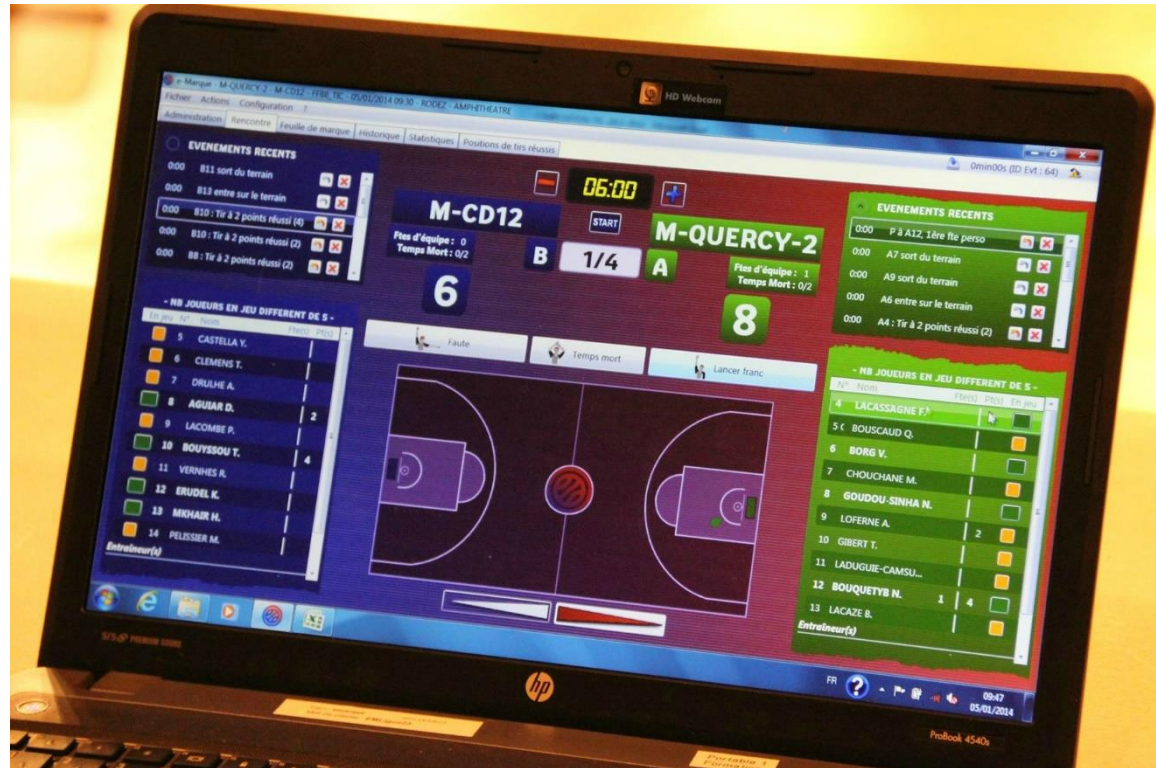 HD Webcam
e-Marque - M-QUERCY-2 - M-CD12 - FFBB_TIC - 05/01/2014 09:30 - RODEZ - AMPHITHEATRE
Fichier Actions Configuration ?
Administration Rencontre Feuille de marque Historique Statistiques Positions de tirs réussis
0min00s (ID Evt : 64)
EVENEMENTS RECENTS
0:00 B11 sort du terrain
0:00 B13 entre sur le terrain
0:00 B10 : Tir à 2 points réussi (4)
0:00 B10 : Tir à 2 points réussi (2)
0:00 B8 : Tir à 2 points réussi (2)
06:00
START
M-CD12
Ftes d'équipe : 0
Temps Mort : 0/2
B
6
1/4
M-QUERCY-2
A
Ftes d'équipe : 1
Temps Mort : 0/2
8
EVENEMENTS RECENTS
0:00 P à A12, 1ère fte perso
0:00 A7 sort du terrain
0:00 A9 sort du terrain
0:00 A6 entre sur le terrain
0:00 A4 : Tir à 2 points réussi (2)
Faute
Temps mort
Lancer franc
- NB JOUEURS EN JEU DIFFERENT DE 5 -
En jeu N° Nom Fte(s) Pt(s)
5 CASTELLA Y.
6 CLEMENS T.
7 DRULHE A.
8 AGUIAR D. 2
9 LACOMBE P.
10 BOUYSSOU T. 4
11 VERNHES R.
12 ERUDEL K.
13 MKHAIR H.
14 PELISSIER M.
Entraîneur(s)
- NB JOUEURS EN JEU DIFFERENT DE 5 -
N° Nom Fte(s) Pt(s) En jeu
4 LACASSAGNE F.
5 BOUSCAUD Q.
6 BORG V.
7 CHOUCHANE M.
8 GOUDOU-SINHA N.
9 LOFERNE A. 2
10 GIBERT T.
11 LADUGUIE-CAMSU...
12 BOUQUETYB N. 1 4
13 LACAZE B.
Entraîneur(s)
FR
09:47
05/01/2014
SRS PREMIUM SOUND
hp
ProBook 4540s
Portable 1